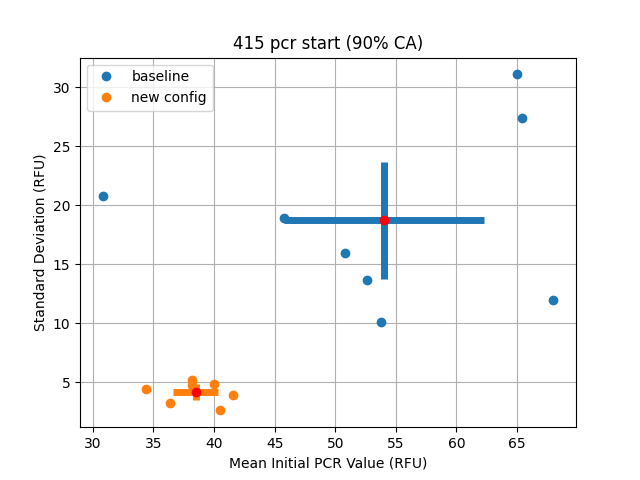 415 pcr start (90% CA)
baseline
new config
Standard Deviation (RFU)
30
25
20
15
10
5
30 35 40 45 50 55 60 65
Mean Initial PCR Value (RFU)